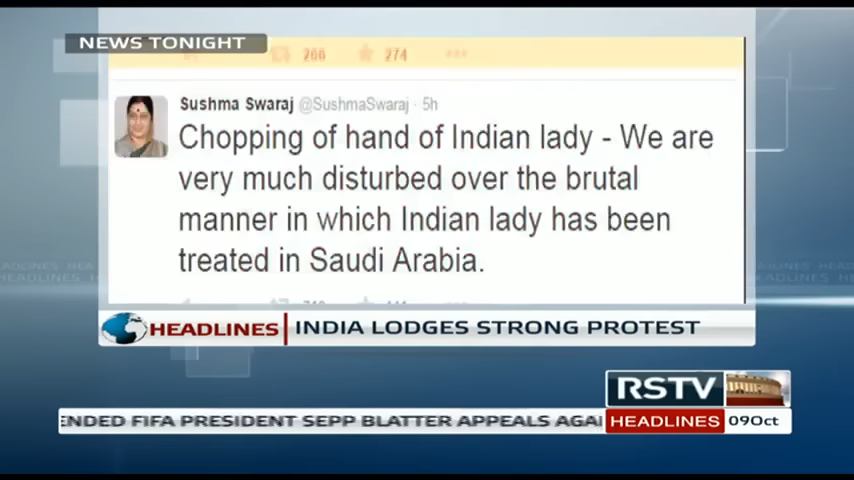 NEWS TONIGHT
266 274
Sushma Swaraj @SushmaSwaraj · 5h
Chopping of hand of Indian lady - We are
very much disturbed over the brutal
manner in which Indian lady has been
treated in Saudi Arabia.
HEADLINES INDIA LODGES STRONG PROTEST
RSTV
ENDED FIFA PRESIDENT SEPP BLATTER APPEALS AGAI
HEADLINES 09Oct